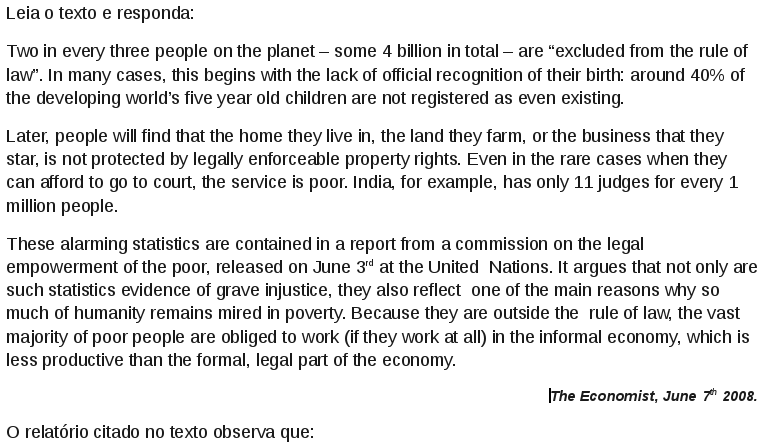 Leia o texto e responda:
Two in every three people on the planet – some 4 billion in total – are “excluded from the rule of
law”. In many cases, this begins with the lack of official recognition of their birth: around 40% of
the developing world’s five year old children are not registered as even existing.
Later, people will find that the home they live in, the land they farm, or the business that they
star, is not protected by legally enforceable property rights. Even in the rare cases when they
can afford to go to court, the service is poor. India, for example, has only 11 judges for every 1
million people.
These alarming statistics are contained in a report from a commission on the legal
empowerment of the poor, released on June 3rd at the United Nations. It argues that not only are
such statistics evidence of grave injustice, they also reflect one of the main reasons why so
much of humanity remains mired in poverty. Because they are outside the rule of law, the vast
majority of poor people are obliged to work (if they work at all) in the informal economy, which is
less productive than the formal, legal part of the economy.
The Economist, June 7th 2008.
O relatório citado no texto observa que: